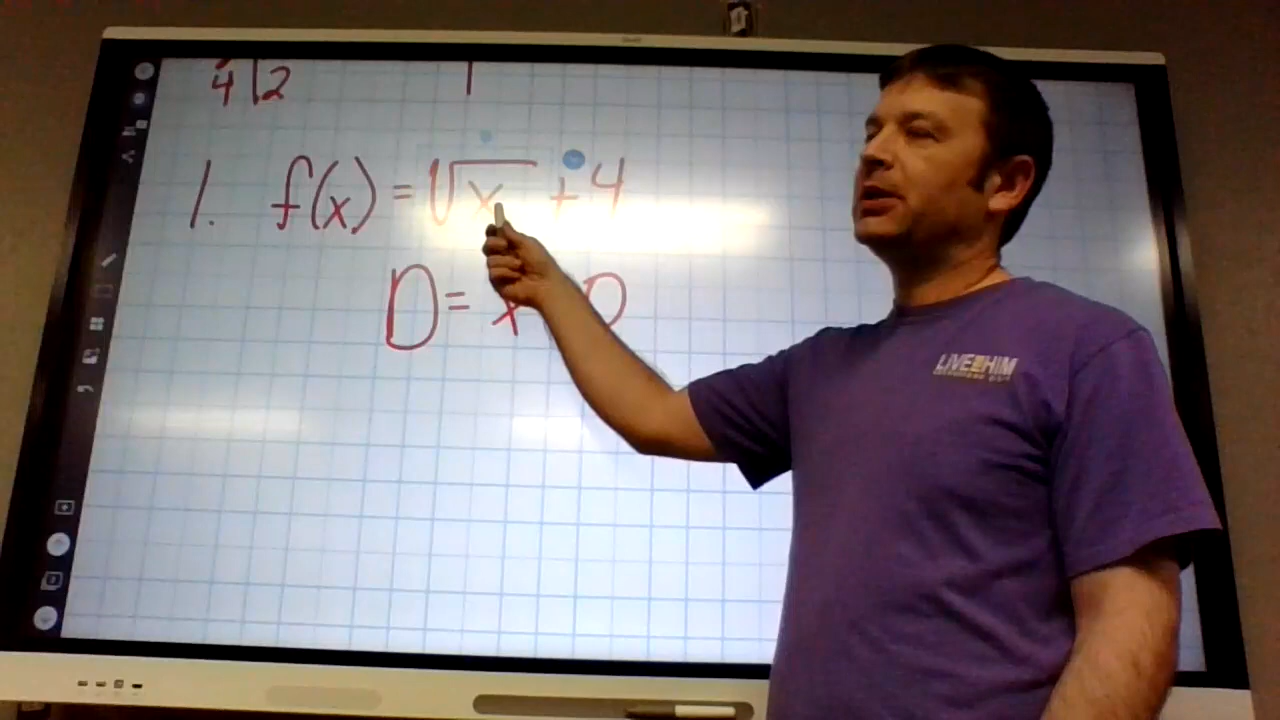 4 | 2
1. f(x) = √x + 4
D = x 0
LIVE HIM